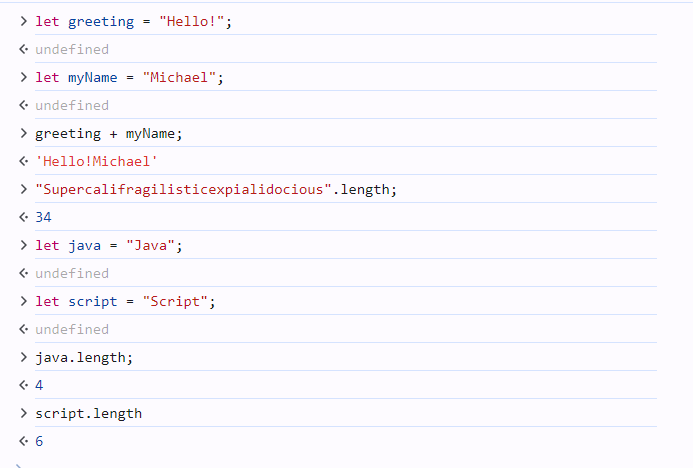 let greeting = "Hello!";
undefined
let myName = "Michael";
undefined
greeting + myName;
'Hello!Michael'
"Supercalifragilisticexpialidocious".length;
34
let java = "Java";
undefined
let script = "Script";
undefined
java.length;
4
script.length
6